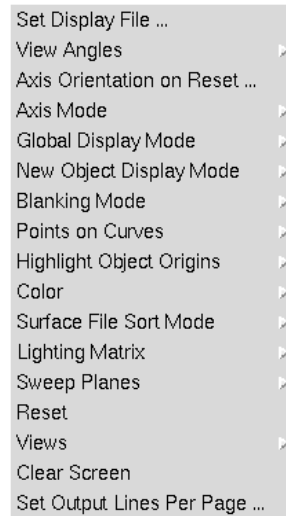 Set Display File ...
View Angles
Axis Orientation on Reset ...
Axis Mode
Global Display Mode
New Object Display Mode
Blanking Mode
Points on Curves
Highlight Object Origins
Color
Surface File Sort Mode
Lighting Matrix
Sweep Planes
Reset
Views
Clear Screen
Set Output Lines Per Page ...